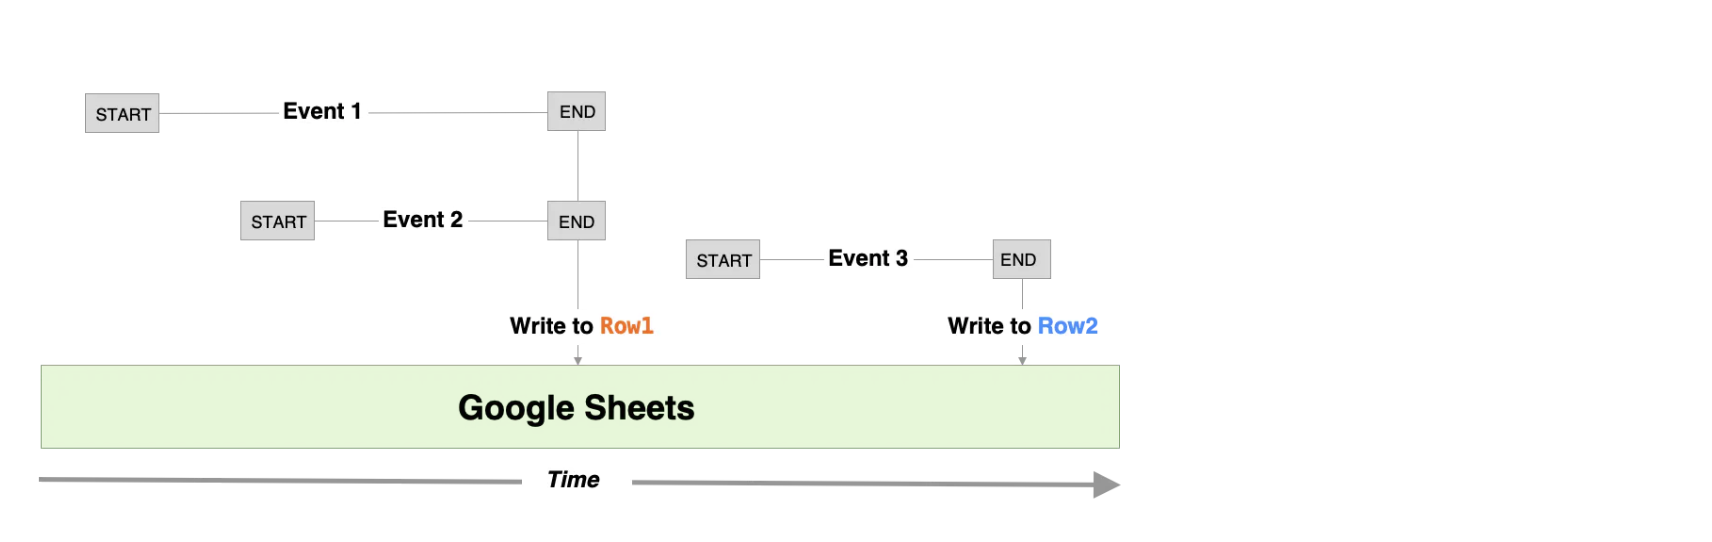 START
Event 1
END
START
Event 2
END
START
Event 3
END
Write to Row1
Write to Row2
Google Sheets
Time